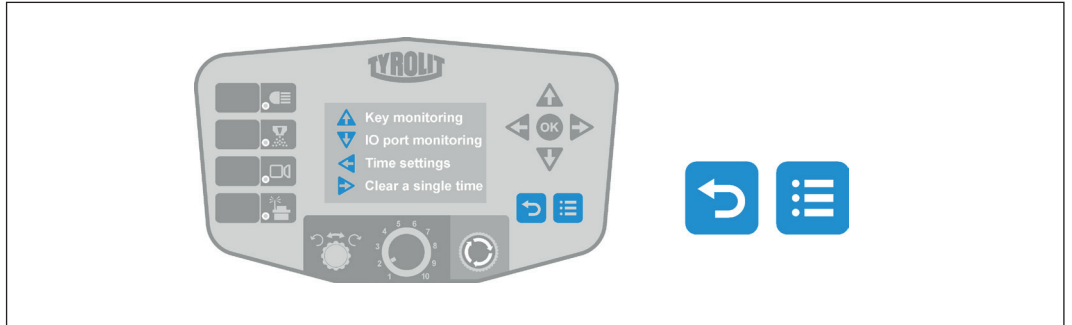 TYROLIT
Key monitoring
IO port monitoring
Time settings
Clear a single time
OK
1 2 3 4 5 6 7 8 9 10